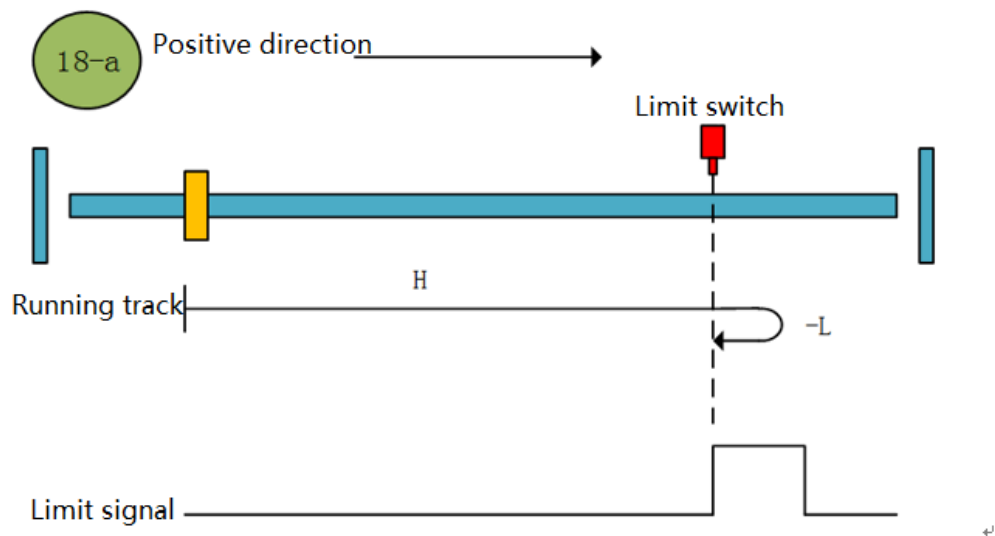 18-a
Positive direction
Limit switch
H
Running track
-L
Limit signal